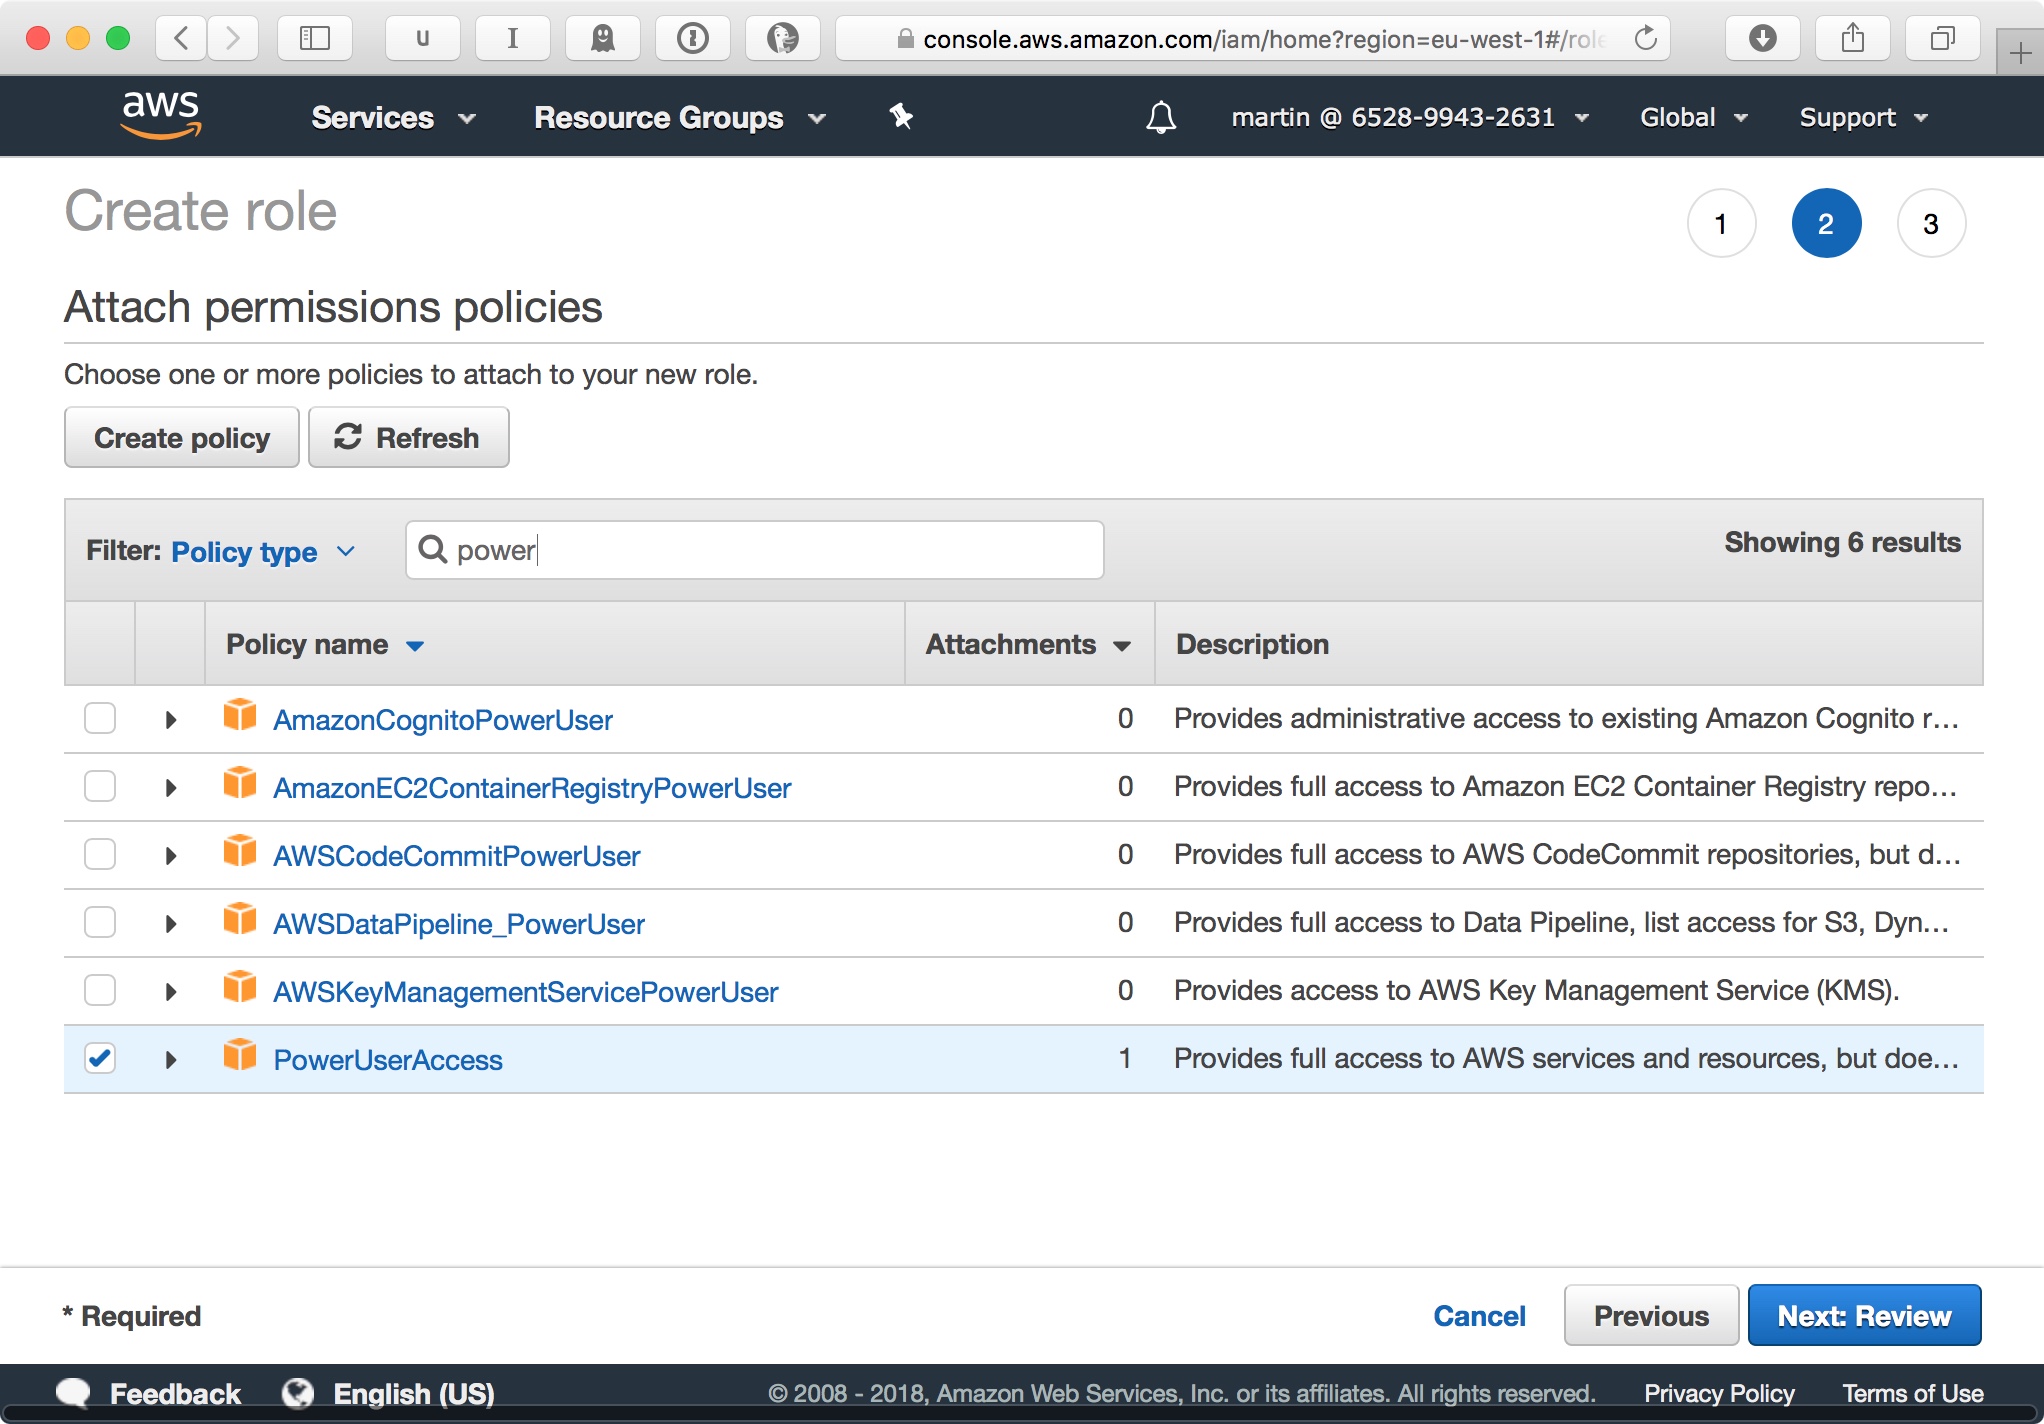 u I console.aws.amazon.com/iam/home?region=eu-west-1#/role
aws Services Resource Groups martin @ 6528-9943-2631 Global Support
Create role 1 2 3
Attach permissions policies
Choose one or more policies to attach to your new role.
Create policy Refresh
Filter: Policy type power Showing 6 results
Policy name Attachments Description
AmazonCognitoPowerUser 0 Provides administrative access to existing Amazon Cognito r…
AmazonEC2ContainerRegistryPowerUser 0 Provides full access to Amazon EC2 Container Registry repo…
AWSCodeCommitPowerUser 0 Provides full access to AWS CodeCommit repositories, but d…
AWSDataPipeline_PowerUser 0 Provides full access to Data Pipeline, list access for S3, Dyn…
AWSKeyManagementServicePowerUser 0 Provides access to AWS Key Management Service (KMS).
PowerUserAccess 1 Provides full access to AWS services and resources, but doe…
* Required Cancel Previous Next: Review
Feedback English (US) © 2008 - 2018, Amazon Web Services, Inc. or its affiliates. All rights reserved. Privacy Policy Terms of Use